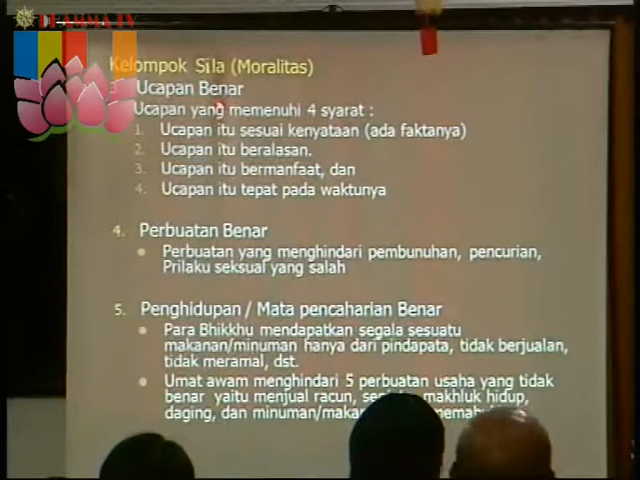 DHAMMA TV
Kelompok Sila (Moralitas)
3. Ucapan Benar
Ucapan yang memenuhi 4 syarat :
1. Ucapan itu sesuai kenyataan (ada faktanya)
2. Ucapan itu beralasan.
3. Ucapan itu bermanfaat, dan
4. Ucapan itu tepat pada waktunya
4. Perbuatan Benar
Perbuatan yang menghindari pembunuhan, pencurian,
Prilaku seksual yang salah
5. Penghidupan / Mata pencaharian Benar
Para Bhikkhu mendapatkan segala sesuatu
makanan/minuman hanya dari pindapata, tidak berjualan,
tidak meramal, dst.
Umat awam menghindari 5 perbuatan usaha yang tidak
benar yaitu menjual racun, makhluk hidup,
daging, dan